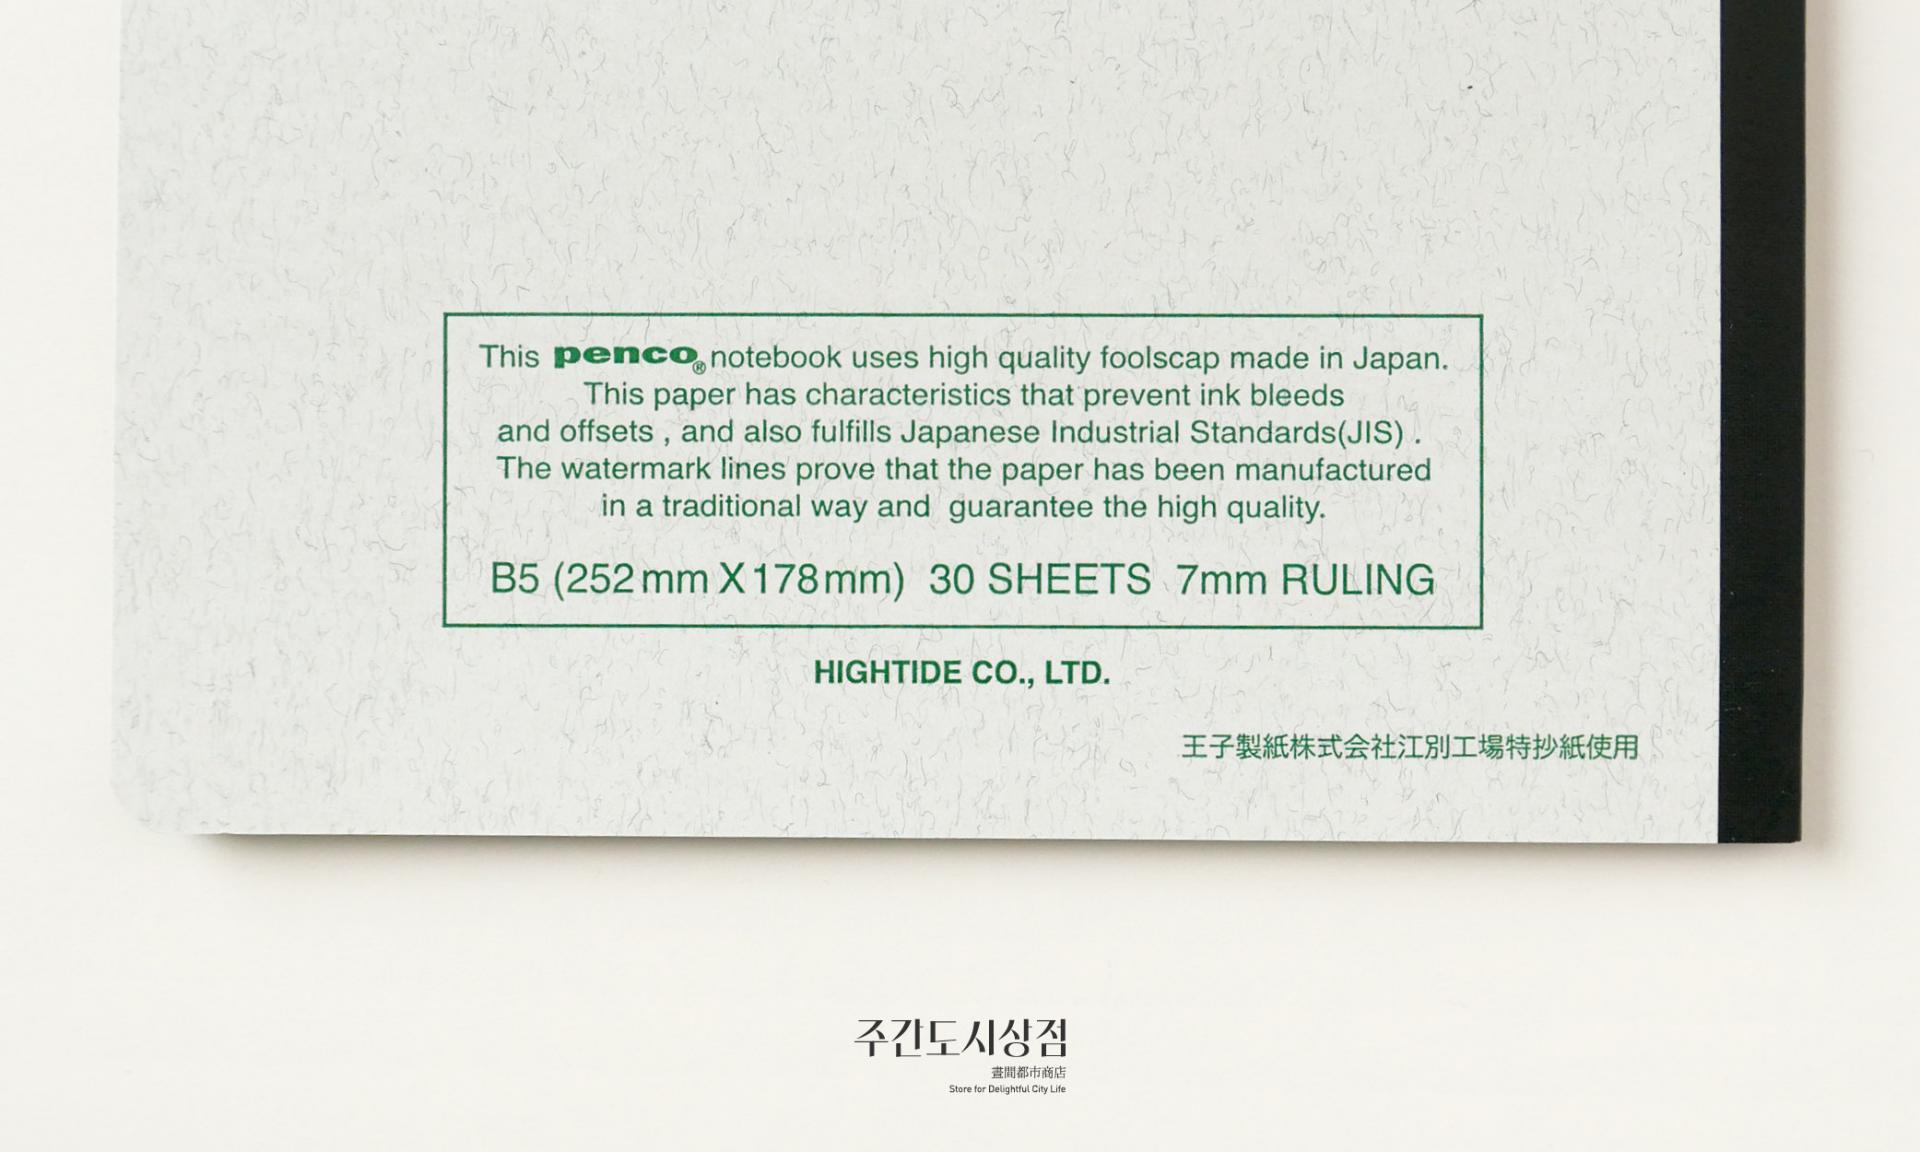 This penco® notebook uses high quality foolscap made in Japan.
This paper has characteristics that prevent ink bleeds
and offsets , and also fulfills Japanese Industrial Standards(JIS) .
The watermark lines prove that the paper has been manufactured
in a traditional way and  guarantee the high quality.
B5 (252mm X 178mm)  30 SHEETS  7mm RULING
HIGHTIDE CO., LTD.
王子製紙株式会社江別工場特抄紙使用
주간도시상점
晝間都市商店
Store for Delightful City Life